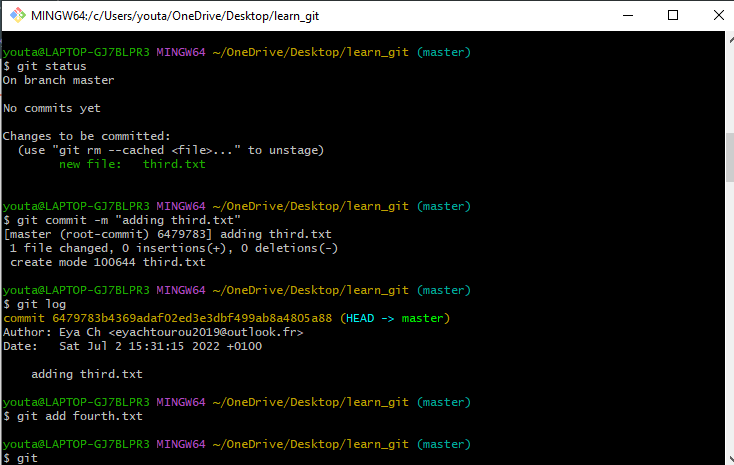 MINGW64:/c/Users/youta/OneDrive/Desktop/learn_git
youta@LAPTOP-GJ7BLPR3 MINGW64 ~/OneDrive/Desktop/learn_git (master)
$ git status
On branch master
No commits yet
Changes to be committed:
  (use "git rm --cached <file>..." to unstage)
        new file:   third.txt
youta@LAPTOP-GJ7BLPR3 MINGW64 ~/OneDrive/Desktop/learn_git (master)
$ git commit -m "adding third.txt"
[master (root-commit) 6479783] adding third.txt
 1 file changed, 0 insertions(+), 0 deletions(-)
 create mode 100644 third.txt
youta@LAPTOP-GJ7BLPR3 MINGW64 ~/OneDrive/Desktop/learn_git (master)
$ git log
commit 6479783b4369adaf02ed3e3dbf499ab8a4805a88 (HEAD -> master)
Author: Eya Ch <eyachtourou2019@outlook.fr>
Date:   Sat Jul 2 15:31:15 2022 +0100
    adding third.txt
youta@LAPTOP-GJ7BLPR3 MINGW64 ~/OneDrive/Desktop/learn_git (master)
$ git add fourth.txt
youta@LAPTOP-GJ7BLPR3 MINGW64 ~/OneDrive/Desktop/learn_git (master)
$ git